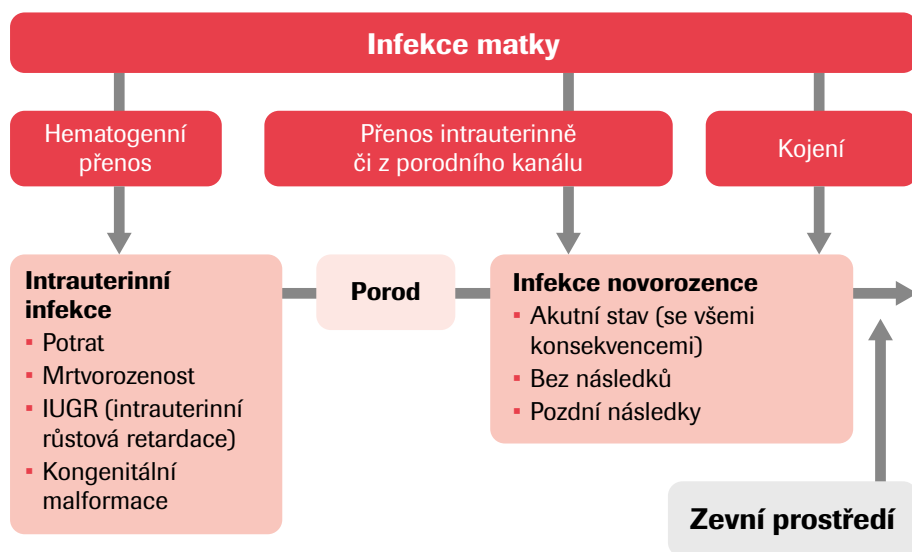 Infekce matky
Hematogenní
přenos
Přenos intrauterinně
či z porodního kanálu
Kojení
Intrauterinní
infekce
▪ Potrat
▪ Mrtvorozenost
▪ IUGR (intrauterinní
růstová retardace)
▪ Kongenitální
malformace
Porod
Infekce novorozence
▪ Akutní stav (se všemi
konsekvencemi)
▪ Bez následků
▪ Pozdní následky
Zevní prostředí